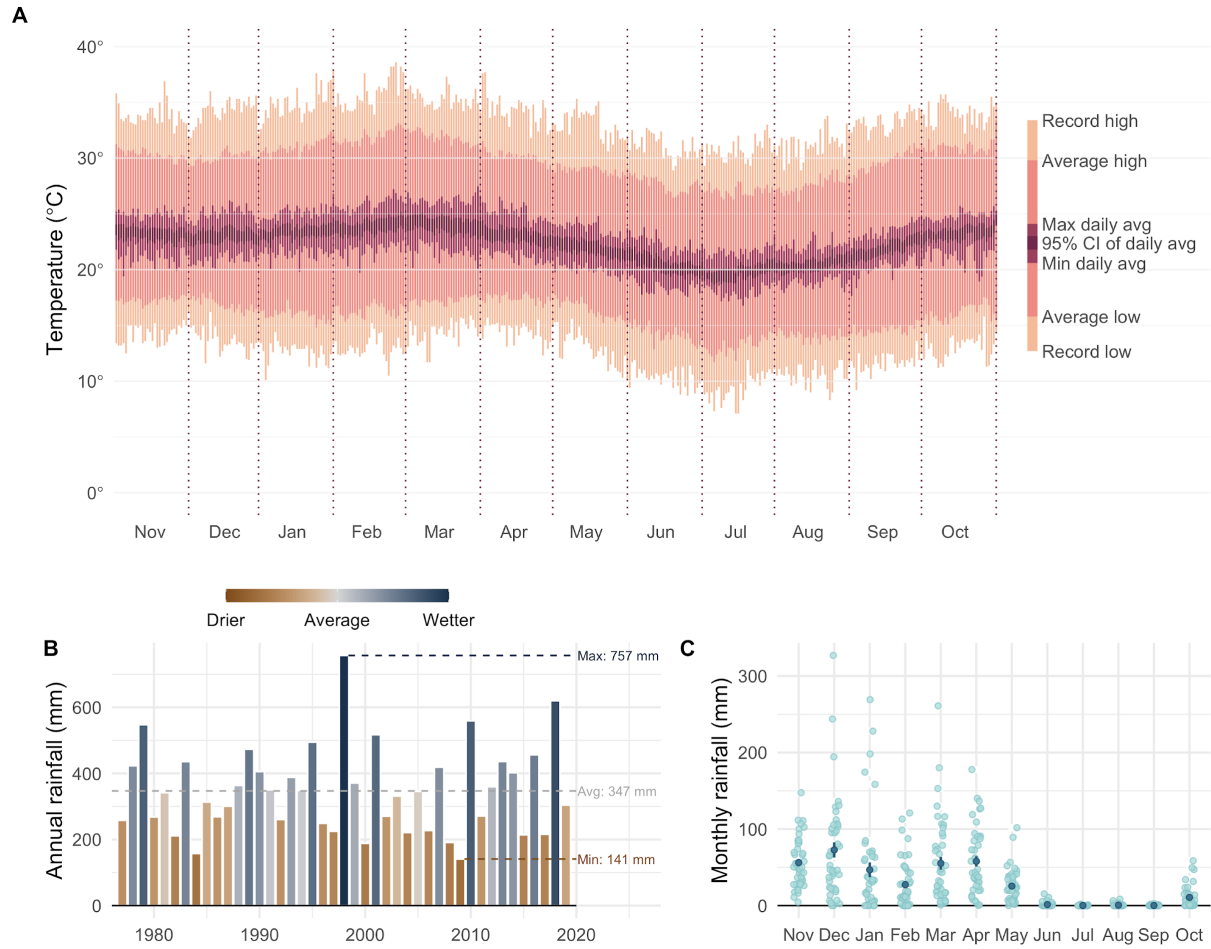 A
Temperature (°C)
40°
30°
20°
10°
0°
Nov Dec Jan Feb Mar Apr May Jun Jul Aug Sep Oct
Record high
Average high
Max daily avg
95% CI of daily avg
Min daily avg
Average low
Record low
Drier Average Wetter
B
Annual rainfall (mm)
600
400
200
0
Max: 757 mm
Avg: 347 mm
Min: 141 mm
1980 1990 2000 2010 2020
C
Monthly rainfall (mm)
300
200
100
0
Nov Dec Jan Feb Mar Apr May Jun Jul Aug Sep Oct